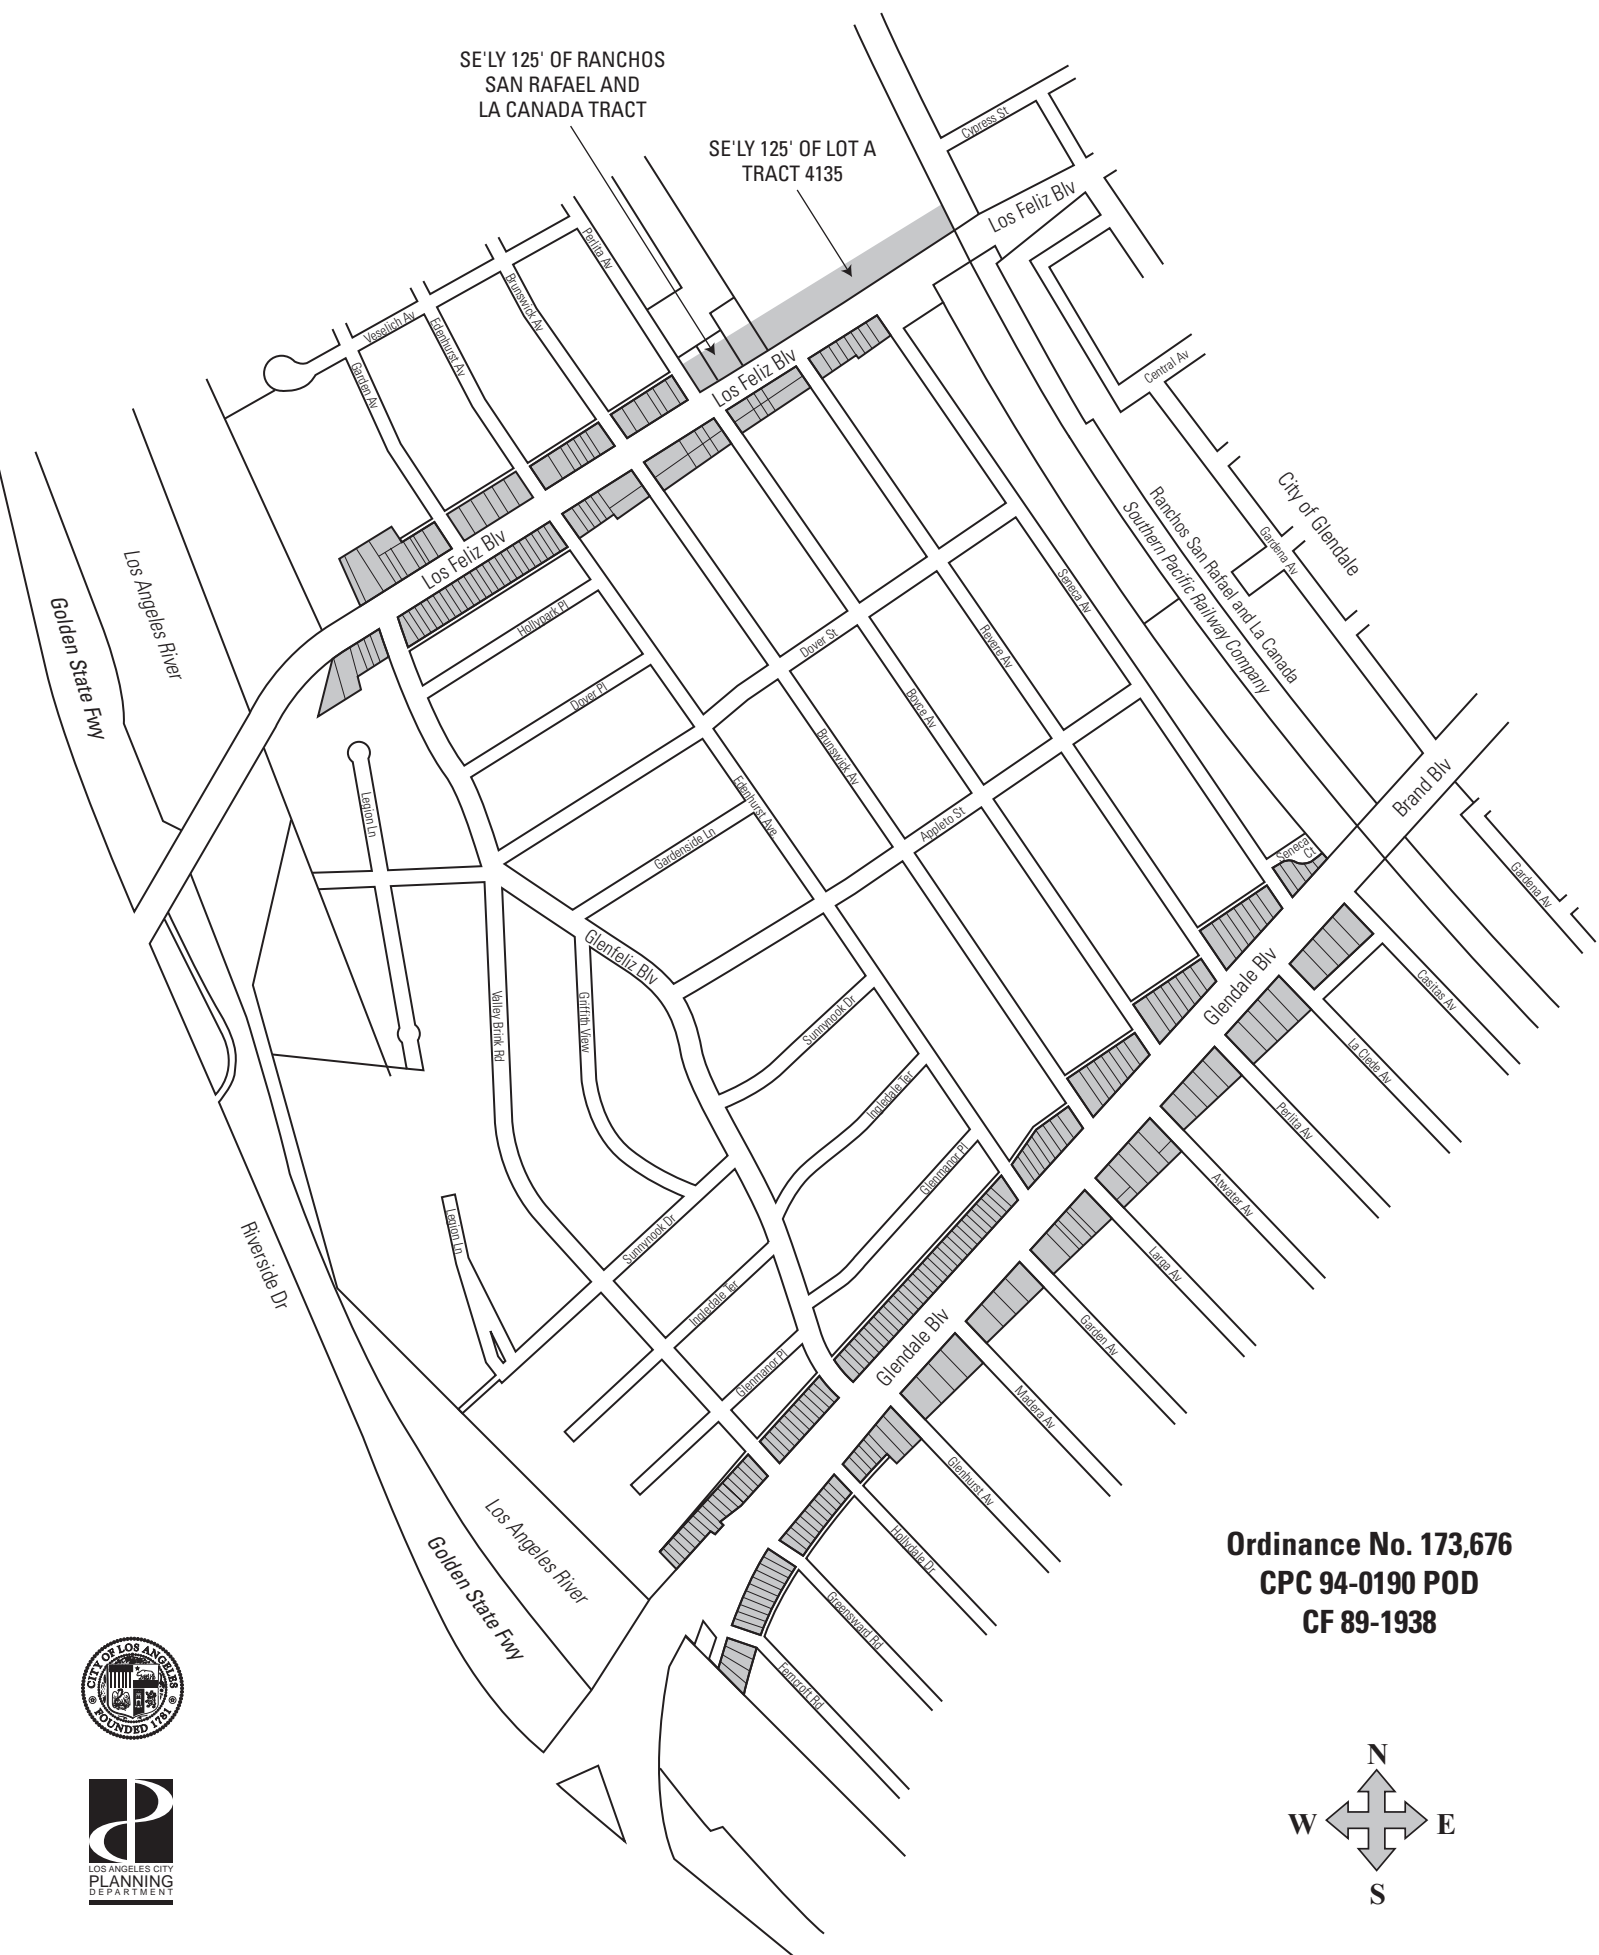 SE'LY 125' OF RANCHOS
SAN RAFAEL AND
LA CANADA TRACT
SE'LY 125' OF LOT A
TRACT 4135
Cypress St
Los Feliz Blv
Perlita Av
Brunswick Av
Edenhurst Av
Veselich Av
Garden Av
Los Feliz Blv
Central Av
City of Glendale
Ranchos San Rafael and La Canada
Southern Pacific Railway Company
Gardena Av
Los Angeles River
Golden State Fwy
Los Feliz Blv
Hollypark Pl
Dover Pl
Dover St
Seneca Av
Revere Av
Boyce Av
Brunswick Av
Edenhurst Ave
Legion Ln
Gardenside Ln
Appleto St
Brand Blv
Seneca
Ct
Gardena Av
Glenfeliz Blv
Griffith View
Valley Brink Rd
Sunnynook Dr
Ingledale Ter
Glenmanor Pl
Glendale Blv
Casitas Av
La Clede Av
Perlita Av
Atwater Av
Larga Av
Garden Av
Madera Av
Glenhurst Av
Hollydale Dr
Greensward Rd
Ferncroft Rd
Legion Ln
Riverside Dr
Sunnynook Dr
Ingledale Ter
Glenmanor Pl
Glendale Blv
Los Angeles River
Golden State Fwy
Ordinance No. 173,676
CPC 94-0190 POD
CF 89-1938
CITY OF LOS ANGELES
FOUNDED 1781
LOS ANGELES CITY
PLANNING
DEPARTMENT
N
W
E
S